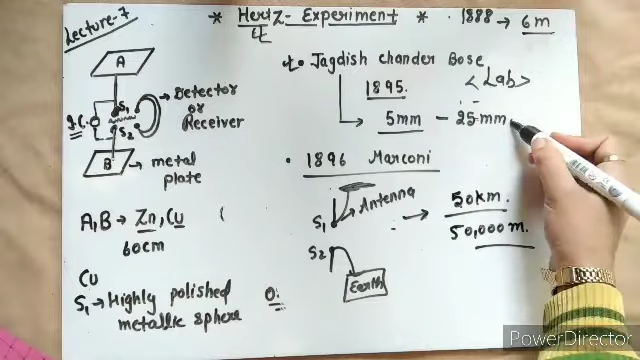 Lecture-7
* Hertz- Experiment *
1888 → 6m
A
S1
I.C.
S2
B
Detector
or
Receiver
metal
plate
A,B → Zn, Cu
60cm
Cu
S1 → Highly polished
metallic sphere
Jagdish chander Bose
1895
<Lab>
5mm - 25mm
1896 Marconi
S1
Antenna
S2
Earth
50km.
50,000m.
PowerDirector